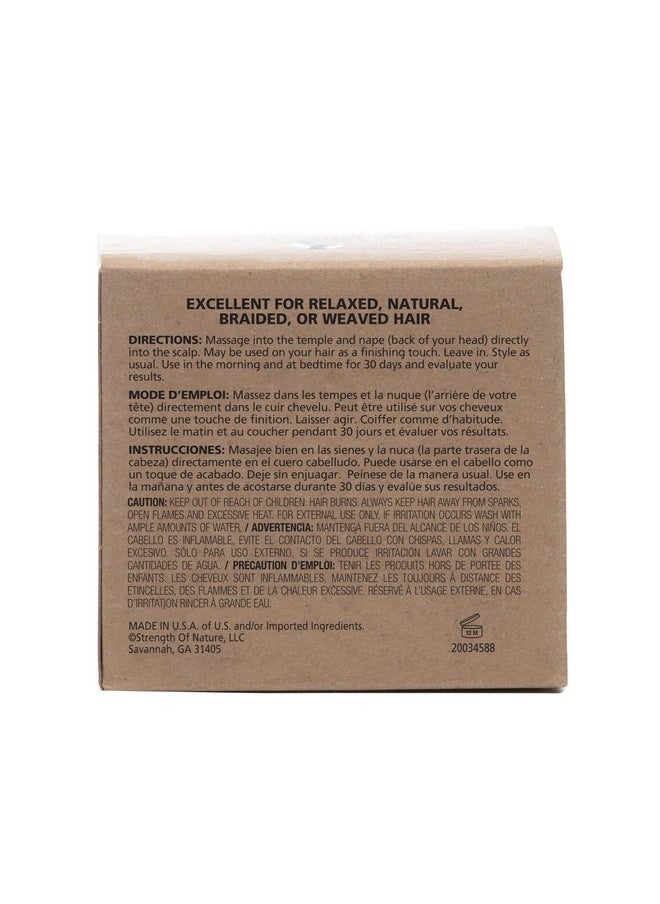 EXCELLENT FOR RELAXED, NATURAL,
BRAIDED, OR WEAVED HAIR
DIRECTIONS: Massage into the temple and nape (back of your head) directly
into the scalp. May be used on your hair as a finishing touch. Leave in. Style as
usual. Use in the morning and at bedtime for 30 days and evaluate your
results.
MODE D'EMPLOI: Massez dans les tempes et la nuque (l'arrière de votre
tête) directement dans le cuir chevelu. Peut être utilisé sur vos cheveux
comme une touche de finition. Laisser agir. Coiffer comme d'habitude.
Utilisez le matin et au coucher pendant 30 jours et évaluer vos résultats.
INSTRUCCIONES: Masajee bien en las sienes y la nuca (la parte trasera de la
cabeza) directamente en el cuero cabelludo. Puede usarse en el cabello como
un toque de acabado. Deje sin enjuagar. Peínese de la manera usual. Use en
la mañana y antes de acostarse durante 30 días y evalúe sus resultados.
CAUTION: KEEP OUT OF REACH OF CHILDREN. HAIR BURNS. ALWAYS KEEP HAIR AWAY FROM SPARKS,
OPEN FLAMES AND EXCESSIVE HEAT. FOR EXTERNAL USE ONLY, IF IRRITATION OCCURS WASH WITH
AMPLE AMOUNTS OF WATER. / ADVERTENCIA: MANTENGA FUERA DEL ALCANCE DE LOS NIÑOS. EL
CABELLO ES INFLAMABLE, EVITE EL CONTACTO DEL CABELLO CON CHISPAS, LLAMAS Y CALOR
EXCESIVO. SÓLO PARA USO EXTERNO. SI SE PRODUCE IRRITACIÓN LAVAR CON GRANDES
CANTIDADES DE AGUA. / PRECAUTION D'EMPLOI: TENIR LES PRODUITS HORS DE PORTEE DES
ENFANTS. LES CHEVEUX SONT INFLAMMABLES. MAINTENEZ LES TOUJOURS À DISTANCE DES
ETINCELLES, DES FLAMMES ET DE LA CHALEUR EXCESSIVE. RÉSERVÉ À L'USAGE EXTERNE, EN CAS
D'IRRITATION RINCER À GRANDE EAU.
MADE IN U.S.A. of U.S. and/or Imported Ingredients.
©Strength Of Nature, LLC
Savannah, GA 31405
12 M
20034588